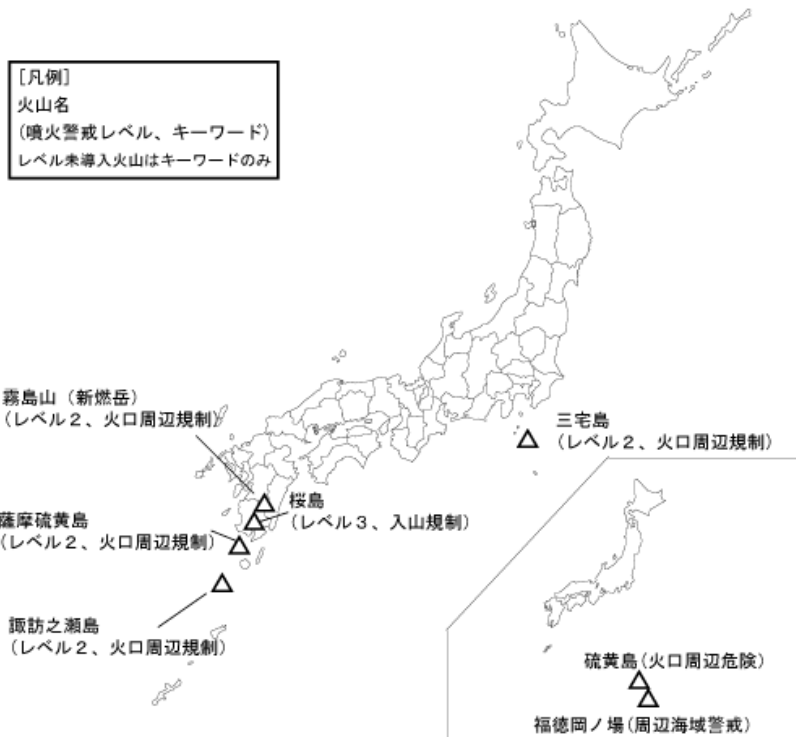 [凡例]
火山名
(噴火警戒レベル、キーワード)
レベル未導入火山はキーワードのみ
霧島山（新燃岳）
（レベル２、火口周辺規制）
三宅島
（レベル２、火口周辺規制）
桜島
（レベル３、入山規制）
薩摩硫黄島
（レベル２、火口周辺規制）
諏訪之瀬島
（レベル２、火口周辺規制）
硫黄島(火口周辺危険)
福徳岡ノ場(周辺海域警戒)